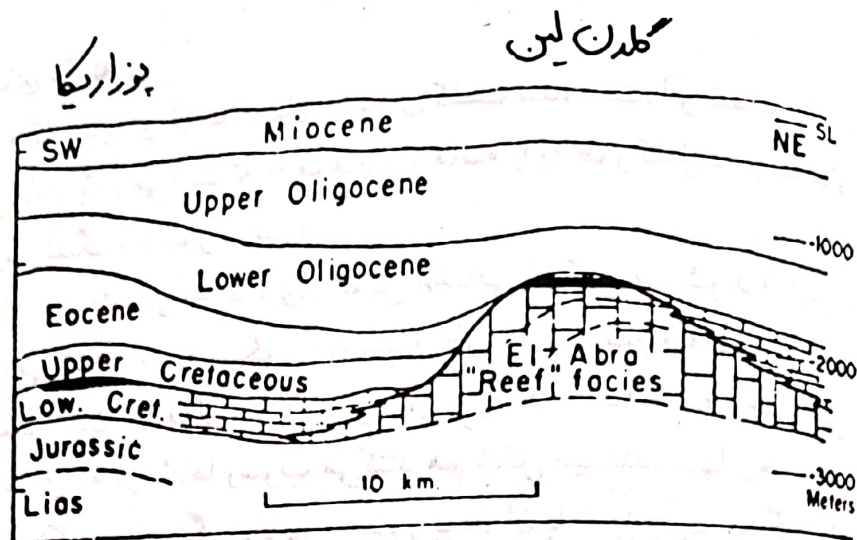 گلدن لین
پوزاریکا
Miocene
SW
NE SL
Upper Oligocene
-1000
Lower Oligocene
Eocene
El Abra
-2000
Upper Cretaceous
"Reef" facies
Low. Cret.
Jurassic
10 km.
-3000
Meters
Lias